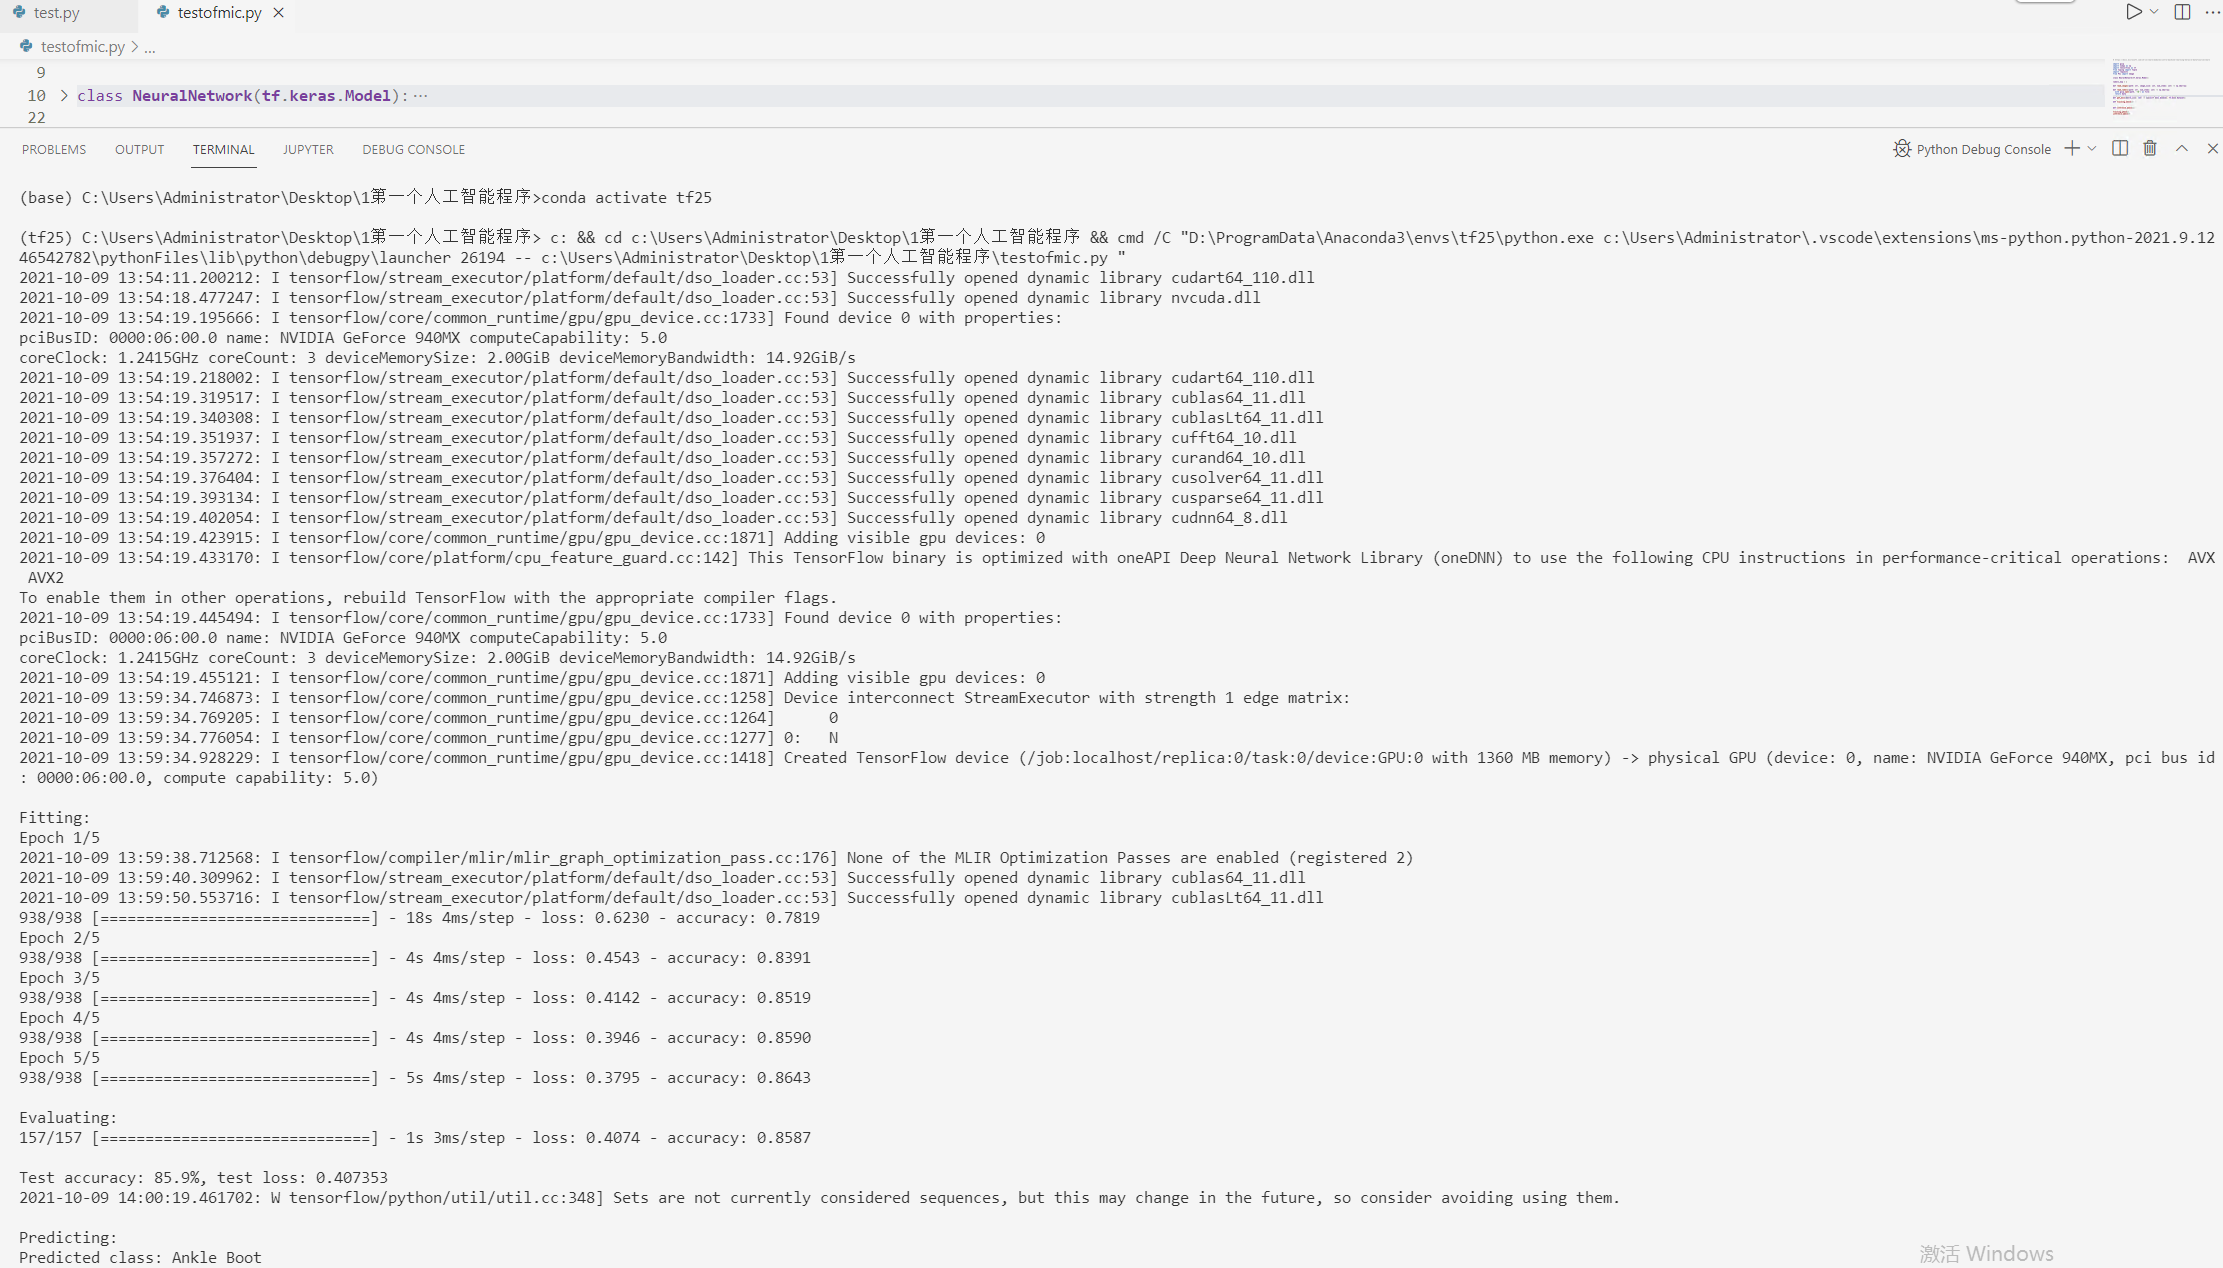 test.py
testofmic.py
testofmic.py > ...
9
10 > class NeuralNetwork(tf.keras.Model):···
22
PROBLEMS OUTPUT TERMINAL JUPYTER DEBUG CONSOLE Python Debug Console
(base) C:\Users\Administrator\Desktop\1第一个人工智能程序>conda activate tf25
(tf25) C:\Users\Administrator\Desktop\1第一个人工智能程序> c: && cd c:\Users\Administrator\Desktop\1第一个人工智能程序 && cmd /C "D:\ProgramData\Anaconda3\envs\tf25\python.exe c:\Users\Administrator\.vscode\extensions\ms-python.python-2021.9.12
46542782\pythonFiles\lib\python\debugpy\launcher 26194 -- c:\Users\Administrator\Desktop\1第一个人工智能程序\testofmic.py "
2021-10-09 13:54:11.200212: I tensorflow/stream_executor/platform/default/dso_loader.cc:53] Successfully opened dynamic library cudart64_110.dll
2021-10-09 13:54:18.477247: I tensorflow/stream_executor/platform/default/dso_loader.cc:53] Successfully opened dynamic library nvcuda.dll
2021-10-09 13:54:19.195666: I tensorflow/core/common_runtime/gpu/gpu_device.cc:1733] Found device 0 with properties:
pciBusID: 0000:06:00.0 name: NVIDIA GeForce 940MX computeCapability: 5.0
coreClock: 1.2415GHz coreCount: 3 deviceMemorySize: 2.00GiB deviceMemoryBandwidth: 14.92GiB/s
2021-10-09 13:54:19.218002: I tensorflow/stream_executor/platform/default/dso_loader.cc:53] Successfully opened dynamic library cudart64_110.dll
2021-10-09 13:54:19.319517: I tensorflow/stream_executor/platform/default/dso_loader.cc:53] Successfully opened dynamic library cublas64_11.dll
2021-10-09 13:54:19.340308: I tensorflow/stream_executor/platform/default/dso_loader.cc:53] Successfully opened dynamic library cublasLt64_11.dll
2021-10-09 13:54:19.351937: I tensorflow/stream_executor/platform/default/dso_loader.cc:53] Successfully opened dynamic library cufft64_10.dll
2021-10-09 13:54:19.357272: I tensorflow/stream_executor/platform/default/dso_loader.cc:53] Successfully opened dynamic library curand64_10.dll
2021-10-09 13:54:19.376404: I tensorflow/stream_executor/platform/default/dso_loader.cc:53] Successfully opened dynamic library cusolver64_11.dll
2021-10-09 13:54:19.393134: I tensorflow/stream_executor/platform/default/dso_loader.cc:53] Successfully opened dynamic library cusparse64_11.dll
2021-10-09 13:54:19.402054: I tensorflow/stream_executor/platform/default/dso_loader.cc:53] Successfully opened dynamic library cudnn64_8.dll
2021-10-09 13:54:19.423915: I tensorflow/core/common_runtime/gpu/gpu_device.cc:1871] Adding visible gpu devices: 0
2021-10-09 13:54:19.433170: I tensorflow/core/platform/cpu_feature_guard.cc:142] This TensorFlow binary is optimized with oneAPI Deep Neural Network Library (oneDNN) to use the following CPU instructions in performance-critical operations:  AVX
AVX2
To enable them in other operations, rebuild TensorFlow with the appropriate compiler flags.
2021-10-09 13:54:19.445494: I tensorflow/core/common_runtime/gpu/gpu_device.cc:1733] Found device 0 with properties:
pciBusID: 0000:06:00.0 name: NVIDIA GeForce 940MX computeCapability: 5.0
coreClock: 1.2415GHz coreCount: 3 deviceMemorySize: 2.00GiB deviceMemoryBandwidth: 14.92GiB/s
2021-10-09 13:54:19.455121: I tensorflow/core/common_runtime/gpu/gpu_device.cc:1871] Adding visible gpu devices: 0
2021-10-09 13:59:34.746873: I tensorflow/core/common_runtime/gpu/gpu_device.cc:1258] Device interconnect StreamExecutor with strength 1 edge matrix:
2021-10-09 13:59:34.769205: I tensorflow/core/common_runtime/gpu/gpu_device.cc:1264]      0
2021-10-09 13:59:34.776054: I tensorflow/core/common_runtime/gpu/gpu_device.cc:1277] 0:   N
2021-10-09 13:59:34.928229: I tensorflow/core/common_runtime/gpu/gpu_device.cc:1418] Created TensorFlow device (/job:localhost/replica:0/task:0/device:GPU:0 with 1360 MB memory) -> physical GPU (device: 0, name: NVIDIA GeForce 940MX, pci bus id
: 0000:06:00.0, compute capability: 5.0)
Fitting:
Epoch 1/5
2021-10-09 13:59:38.712568: I tensorflow/compiler/mlir/mlir_graph_optimization_pass.cc:176] None of the MLIR Optimization Passes are enabled (registered 2)
2021-10-09 13:59:40.309962: I tensorflow/stream_executor/platform/default/dso_loader.cc:53] Successfully opened dynamic library cublas64_11.dll
2021-10-09 13:59:50.553716: I tensorflow/stream_executor/platform/default/dso_loader.cc:53] Successfully opened dynamic library cublasLt64_11.dll
938/938 [==============================] - 18s 4ms/step - loss: 0.6230 - accuracy: 0.7819
Epoch 2/5
938/938 [==============================] - 4s 4ms/step - loss: 0.4543 - accuracy: 0.8391
Epoch 3/5
938/938 [==============================] - 4s 4ms/step - loss: 0.4142 - accuracy: 0.8519
Epoch 4/5
938/938 [==============================] - 4s 4ms/step - loss: 0.3946 - accuracy: 0.8590
Epoch 5/5
938/938 [==============================] - 5s 4ms/step - loss: 0.3795 - accuracy: 0.8643
Evaluating:
157/157 [==============================] - 1s 3ms/step - loss: 0.4074 - accuracy: 0.8587
Test accuracy: 85.9%, test loss: 0.407353
2021-10-09 14:00:19.461702: W tensorflow/python/util/util.cc:348] Sets are not currently considered sequences, but this may change in the future, so consider avoiding using them.
Predicting:
Predicted class: Ankle Boot
激活 Windows